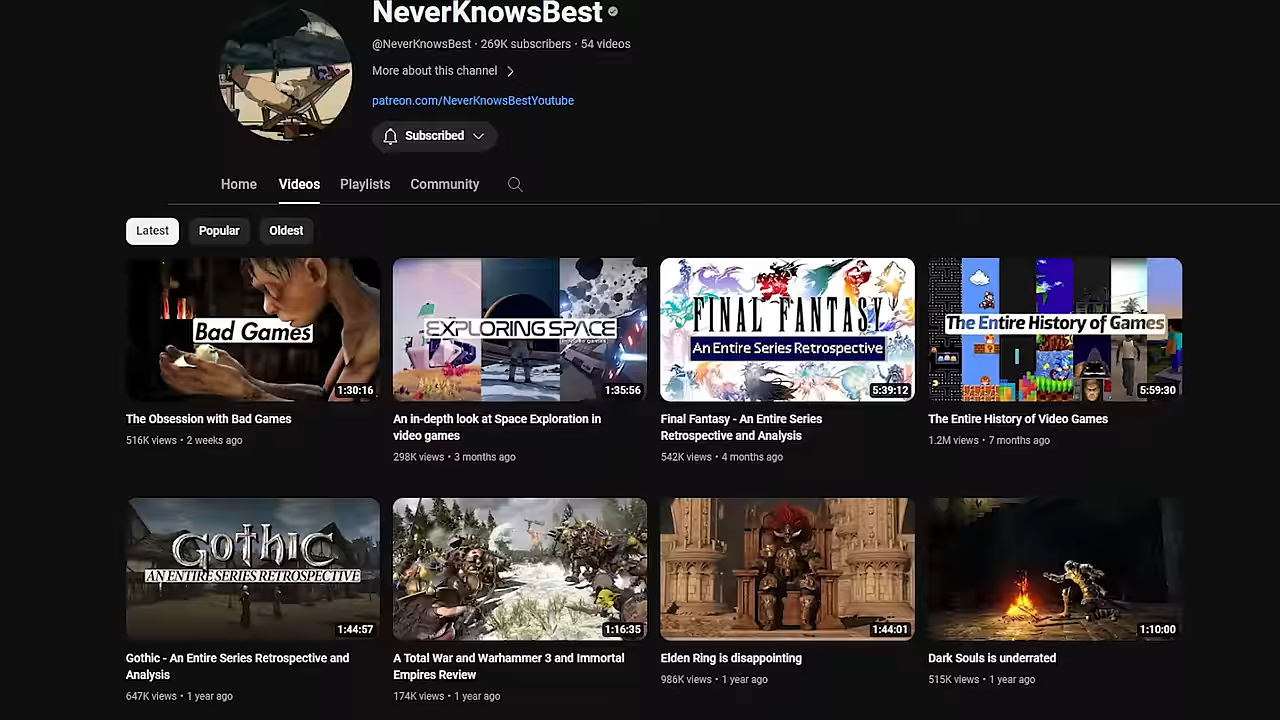 NeverKnowsBest
@NeverKnowsBest · 269K subscribers · 54 videos
More about this channel
patreon.com/NeverKnowsBestYoutube
Subscribed
Home Videos Playlists Community
Latest Popular Oldest
Bad Games
1:30:16
EXPLORING SPACE
1:35:56
FINAL FANTASY
An Entire Series Retrospective
5:39:12
The Entire History of Games
5:59:30
The Obsession with Bad Games
516K views • 2 weeks ago
An in-depth look at Space Exploration in
video games
298K views • 3 months ago
Final Fantasy - An Entire Series
Retrospective and Analysis
542K views • 4 months ago
The Entire History of Video Games
1.2M views • 7 months ago
GOTHIC
AN ENTIRE SERIES RETROSPECTIVE
1:44:57
1:16:35
1:44:01
1:10:00
Gothic - An Entire Series Retrospective and
Analysis
647K views • 1 year ago
A Total War and Warhammer 3 and Immortal
Empires Review
174K views • 1 year ago
Elden Ring is disappointing
986K views • 1 year ago
Dark Souls is underrated
515K views • 1 year ago